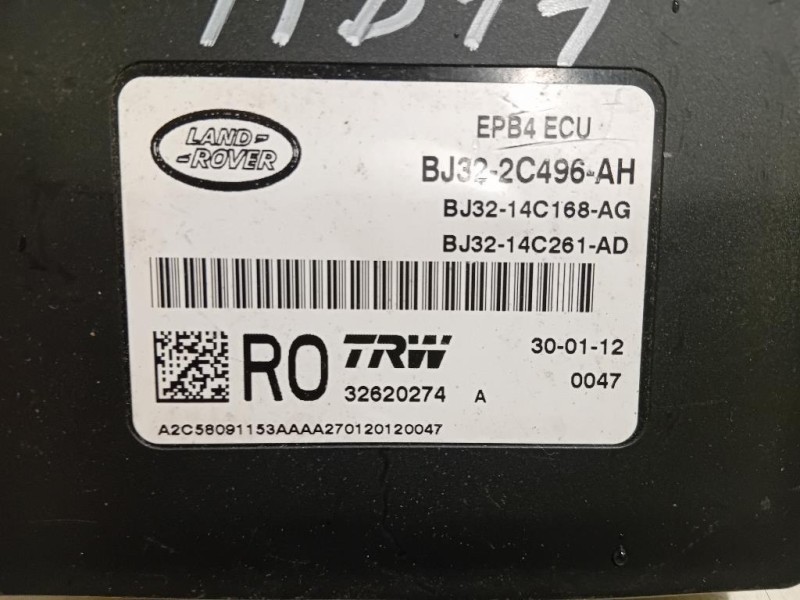 LAND-
-ROVER
EPB4 ECU
BJ32-2C496-AH
BJ32-14C168-AG
BJ32-14C261-AD
RO TRW 30-01-12
32620274 A 0047
A2C58091153AAAA270120120047